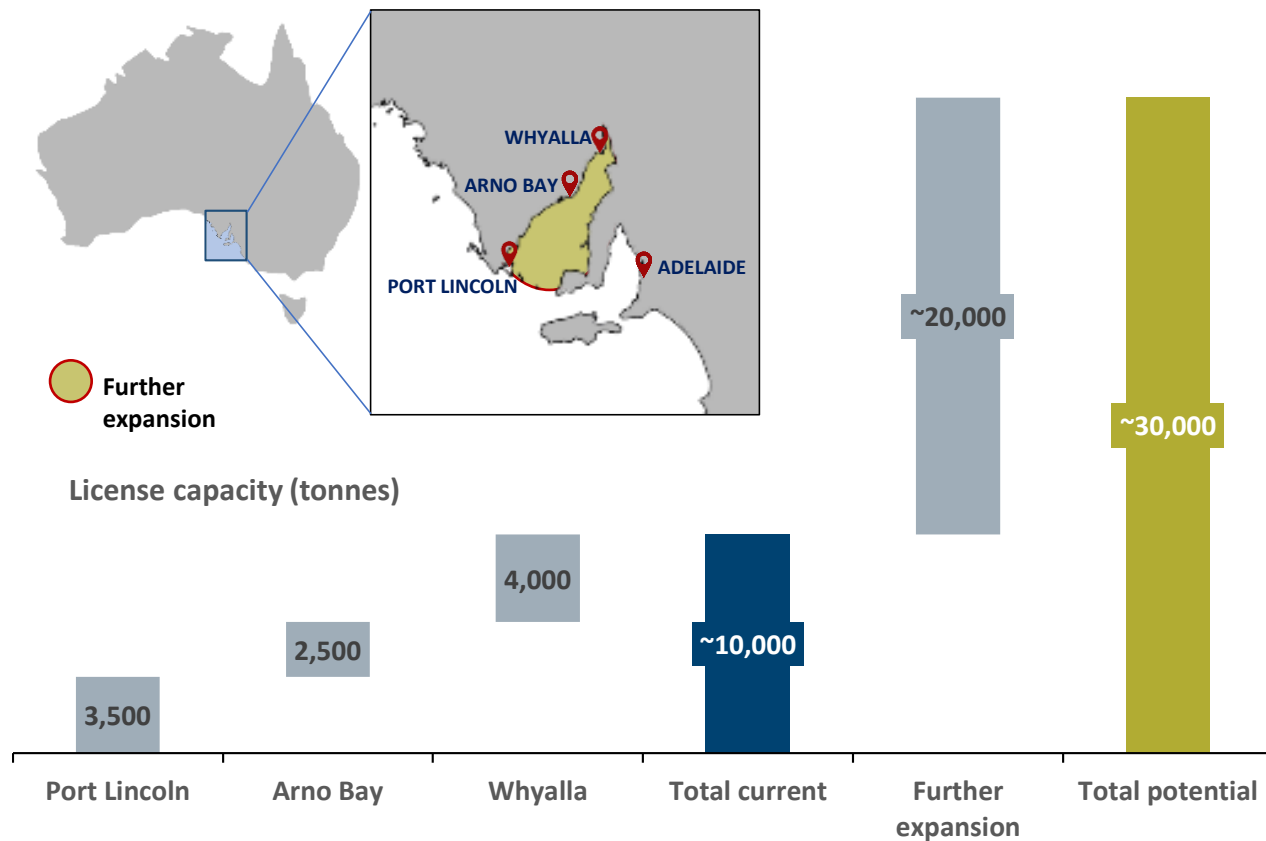 WHYALLA
ARNO BAY
PORT LINCOLN
ADELAIDE
Further
expansion
License capacity (tonnes)
3,500
2,500
4,000
~10,000
~20,000
~30,000
Port Lincoln
Arno Bay
Whyalla
Total current
Further
expansion
Total potential